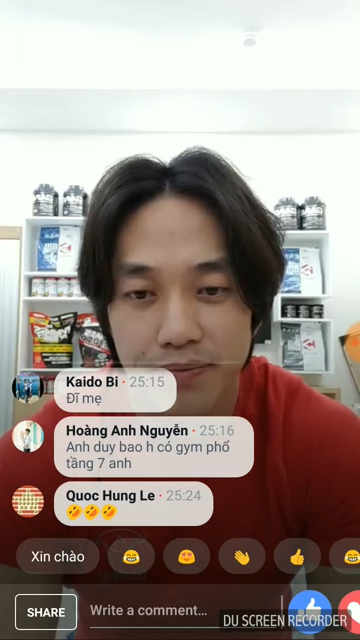 Kaido Bi · 25:15
Đĩ mẹ
Hoàng Anh Nguyễn · 25:16
Anh duy bao h có gym phổ
tầng 7 anh
Quoc Hung Le · 25:24
🤣🤣🤣
Xin chào
SHARE
Write a comment...
DU SCREEN RECORDER